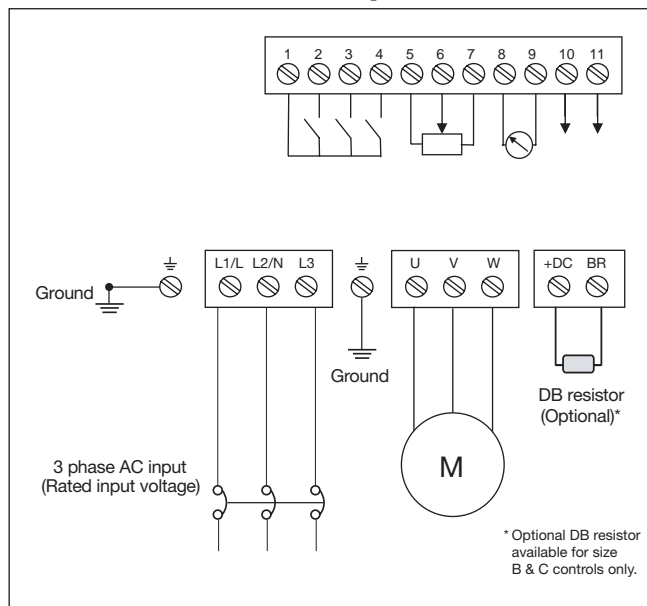 1 2 3 4 5 6 7 8 9 10 11
L1/L L2/N L3
U V W
+DC BR
Ground
Ground
DB resistor
(Optional)*
M
3 phase AC input
(Rated input voltage)
* Optional DB resistor
available for size
B & C controls only.